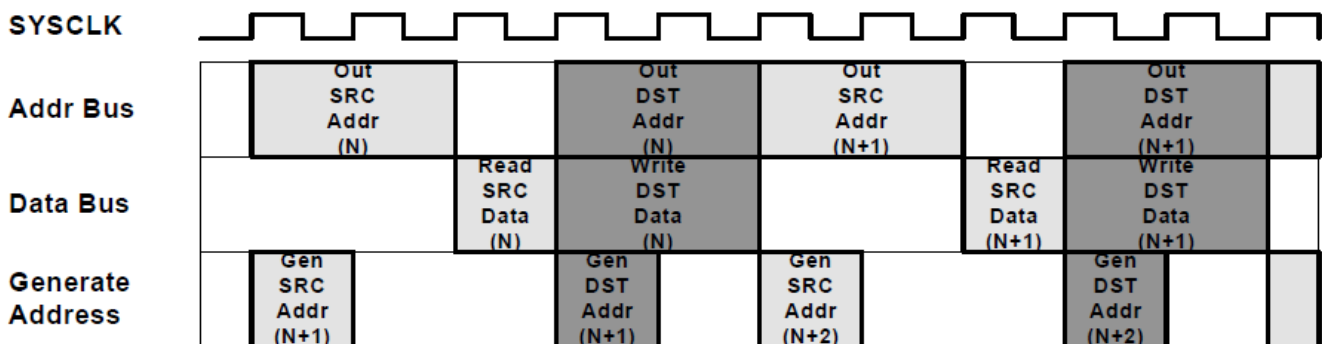 SYSCLK
Addr Bus
Out
SRC
Addr
(N)
Out
DST
Addr
(N)
Out
SRC
Addr
(N+1)
Out
DST
Addr
(N+1)
Data Bus
Read
SRC
Data
(N)
Write
DST
Data
(N)
Read
SRC
Data
(N+1)
Write
DST
Data
(N+1)
Generate
Address
Gen
SRC
Addr
(N+1)
Gen
DST
Addr
(N+1)
Gen
SRC
Addr
(N+2)
Gen
DST
Addr
(N+2)